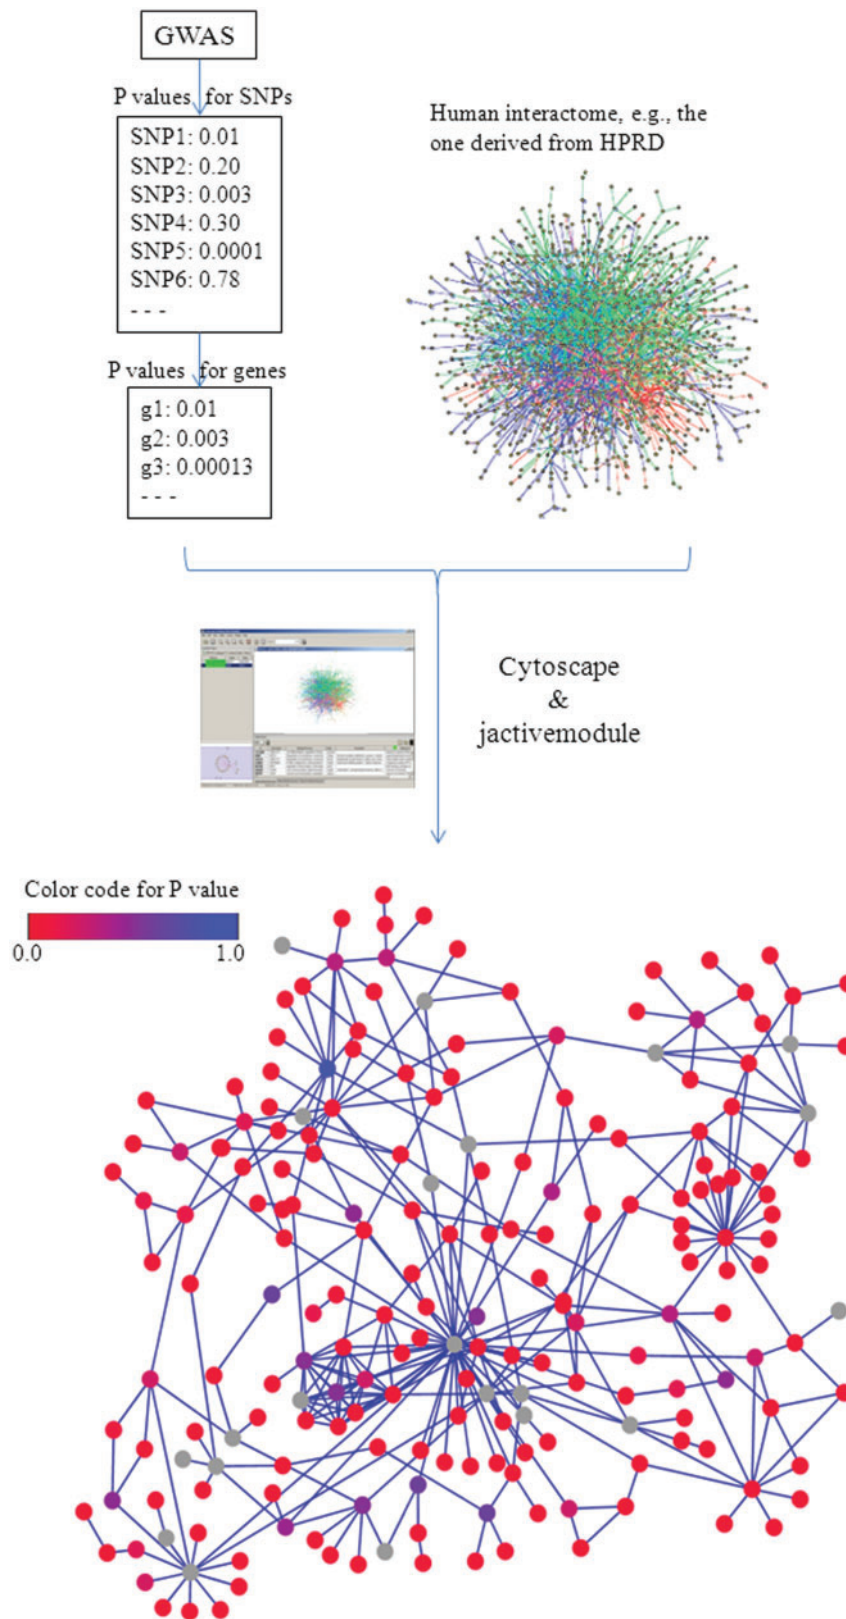 GWAS
P values for SNPs
SNP1: 0.01
SNP2: 0.20
SNP3: 0.003
SNP4: 0.30
SNP5: 0.0001
SNP6: 0.78
- - -
P values for genes
g1: 0.01
g2: 0.003
g3: 0.00013
- - -
Human interactome, e.g., the
one derived from HPRD
Cytoscape
&
jactivemodule
Color code for P value
0.0 1.0